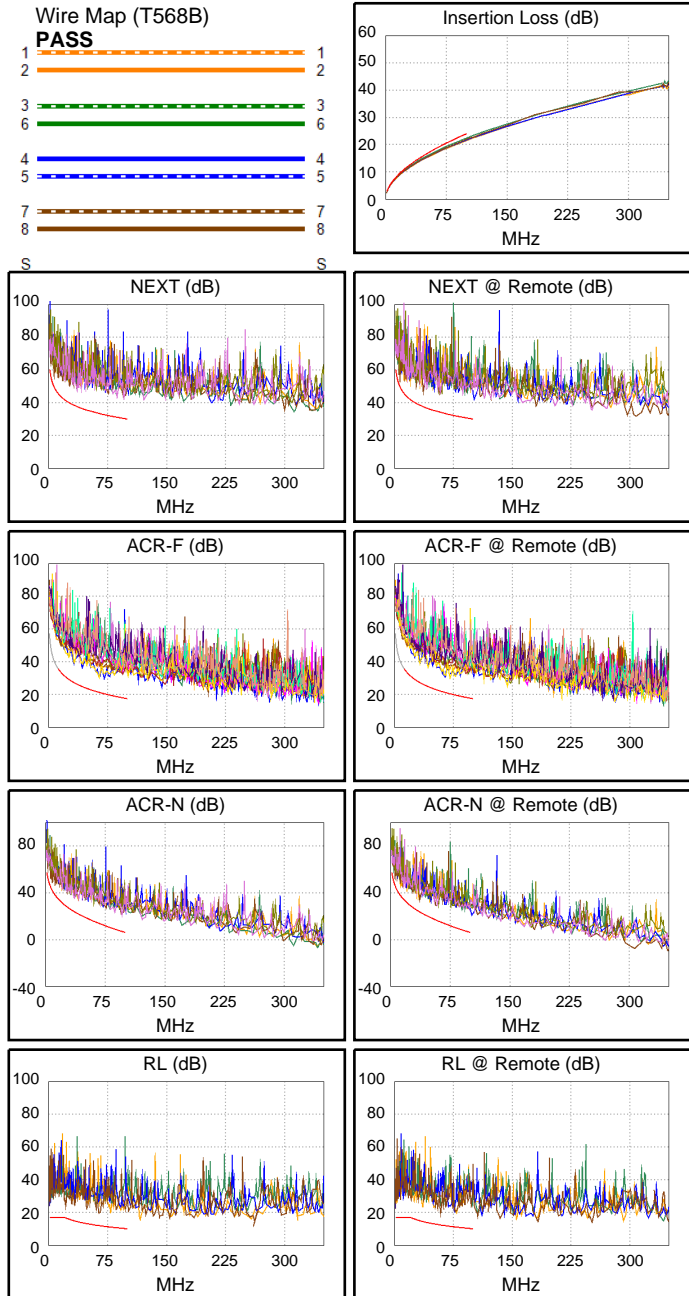 Wire Map (T568B)
PASS
1 1
2 2
3 3
6 6
4 4
5 5
7 7
8 8
S S
Insertion Loss (dB)
60
50
40
30
20
10
0
0 75 150 225 300
MHz
NEXT (dB)
100
80
60
40
20
0
0 75 150 225 300
MHz
NEXT @ Remote (dB)
100
80
60
40
20
0
0 75 150 225 300
MHz
ACR-F (dB)
100
80
60
40
20
0
0 75 150 225 300
MHz
ACR-F @ Remote (dB)
100
80
60
40
20
0
0 75 150 225 300
MHz
ACR-N (dB)
80
40
0
-40
0 75 150 225 300
MHz
ACR-N @ Remote (dB)
80
40
0
-40
0 75 150 225 300
MHz
RL (dB)
100
80
60
40
20
0
0 75 150 225 300
MHz
RL @ Remote (dB)
100
80
60
40
20
0
0 75 150 225 300
MHz